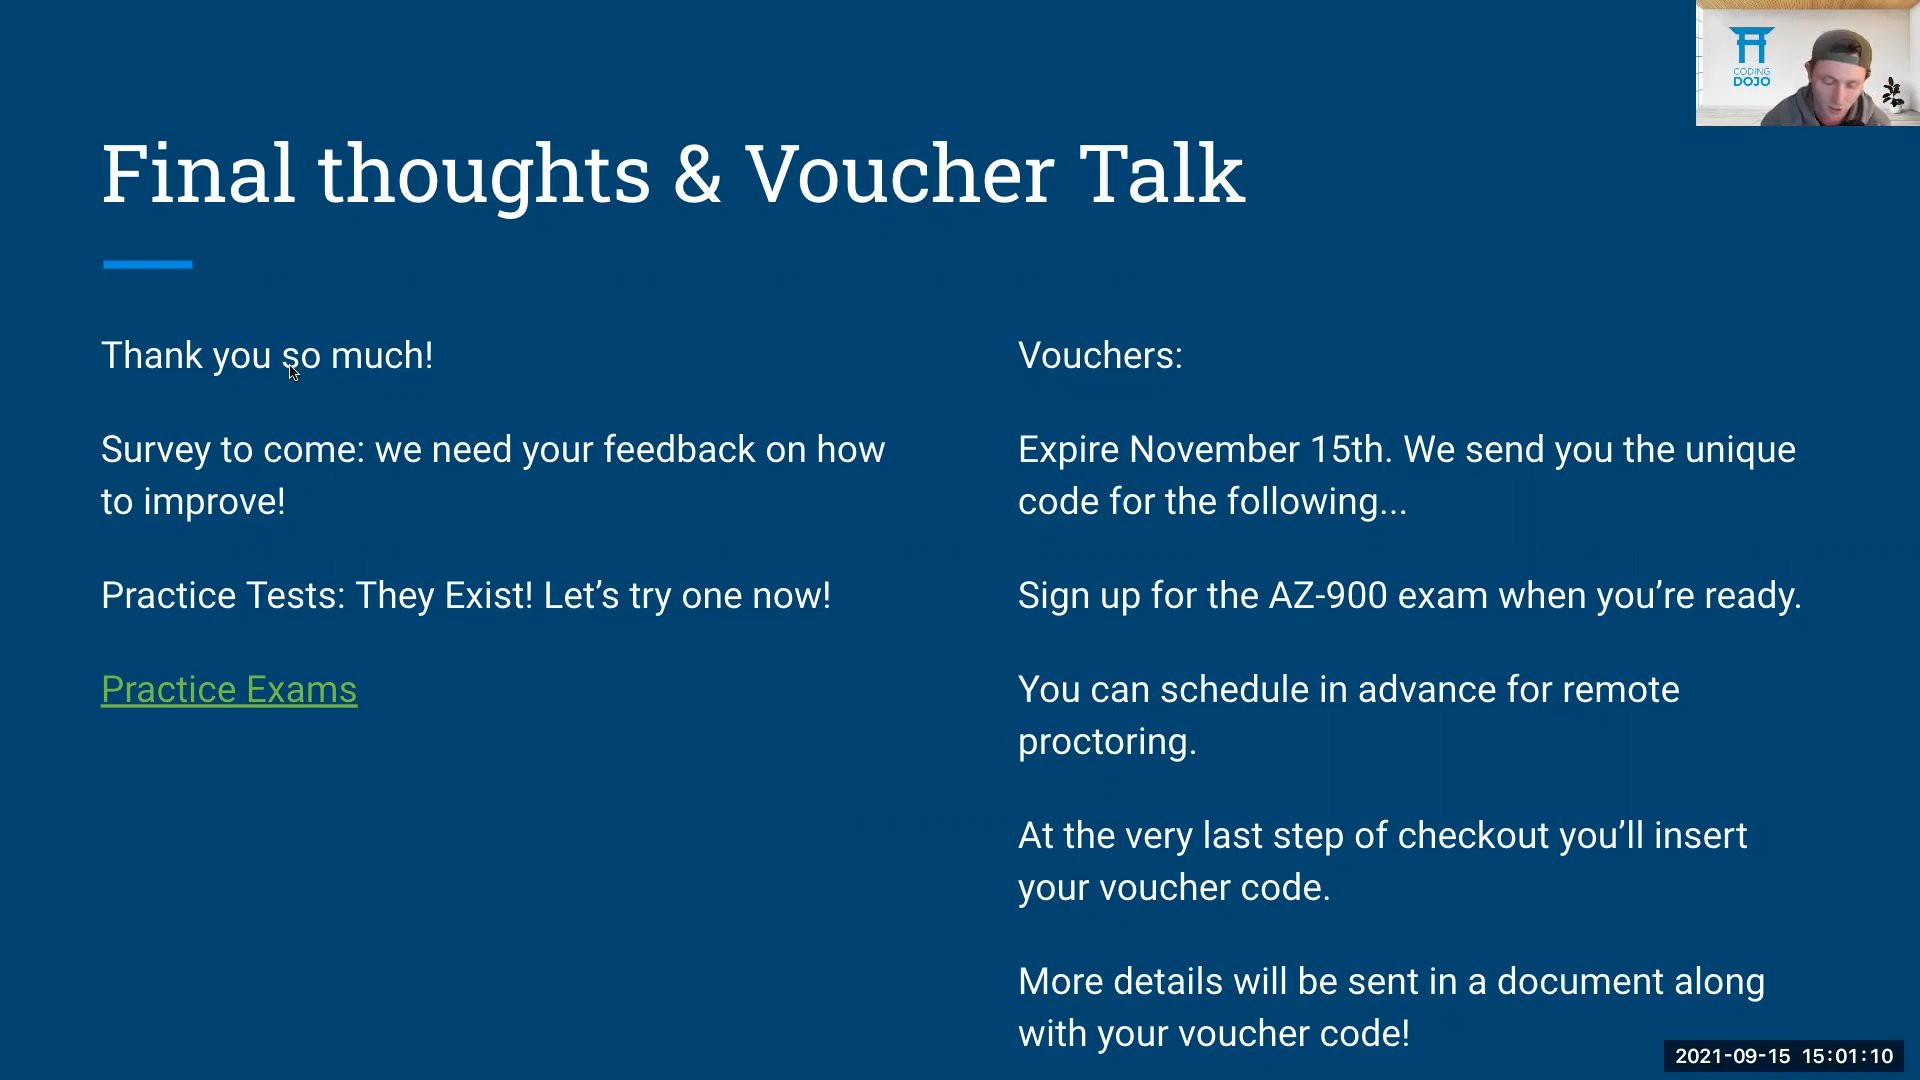 CODING
DOJO
Final thoughts & Voucher Talk
Thank you so much!
Survey to come: we need your feedback on how
to improve!
Practice Tests: They Exist! Let’s try one now!
Practice Exams
Vouchers:
Expire November 15th. We send you the unique
code for the following...
Sign up for the AZ-900 exam when you’re ready.
You can schedule in advance for remote
proctoring.
At the very last step of checkout you’ll insert
your voucher code.
More details will be sent in a document along
with your voucher code!
2021-09-15 15:01:10